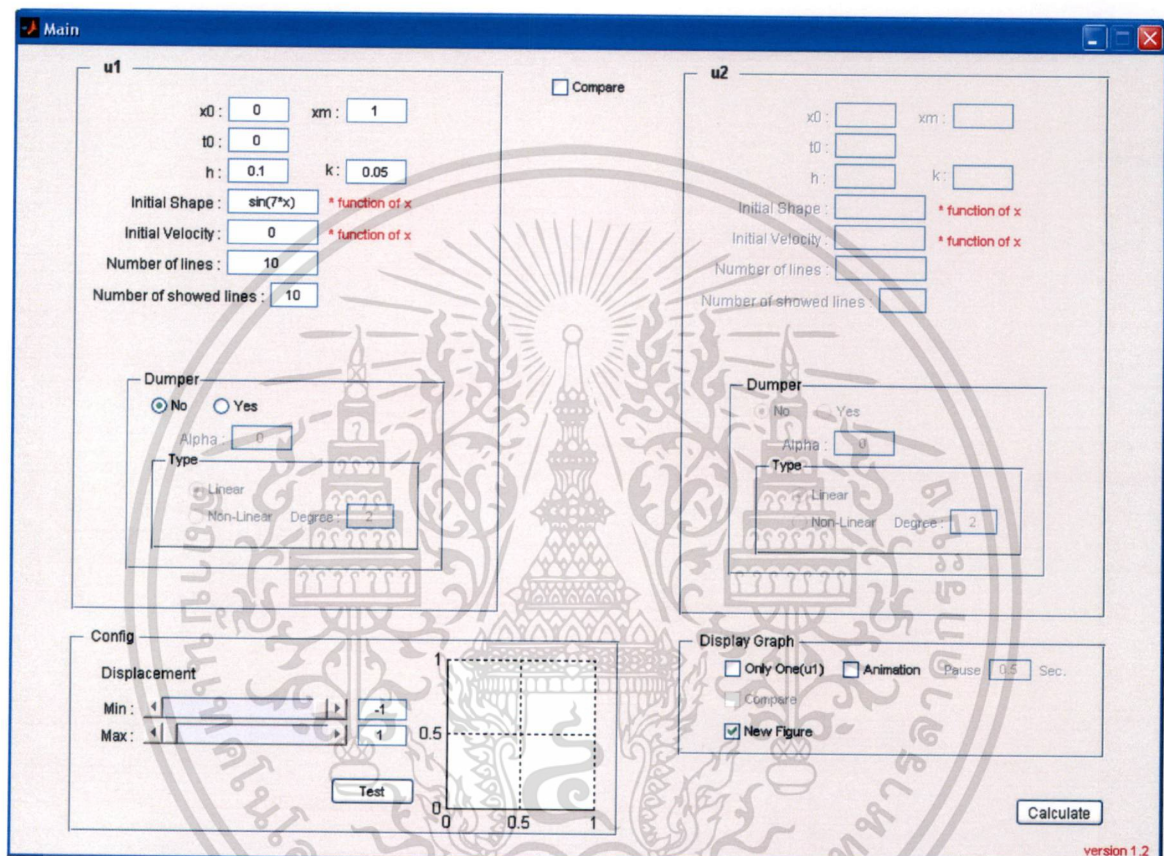 Main
u1
x0 : 0 xm : 1
t0 : 0
h : 0.1 k : 0.05
Initial Shape : sin(7*x) * function of x
Initial Velocity : 0 * function of x
Number of lines : 10
Number of showed lines : 10
Dumper
No Yes
Alpha : 0
Type
Linear
Non-Linear Degree : 2
Compare
u2
x0 : xm :
t0 :
h : k :
Initial Shape : * function of x
Initial Velocity : * function of x
Number of lines :
Number of showed lines :
Dumper
No Yes
Alpha : 0
Type
Linear
Non-Linear Degree : 2
Config
Displacement
Min : -1
Max : 1
Test
1
0.5
0
0 0.5 1
Display Graph
Only One(u1) Animation Pause 0.5 Sec.
Compare
New Figure
Calculate
version 1.2